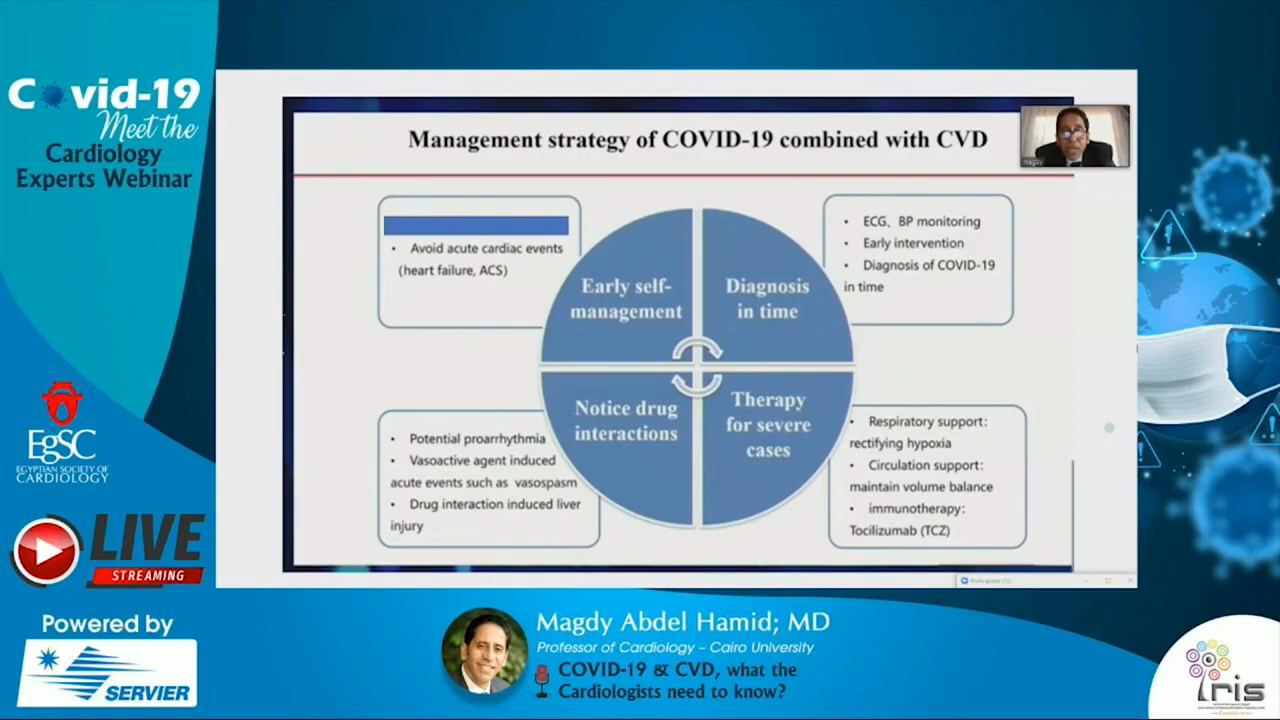 Covid-19
Meet the
Cardiology
Experts Webinar
EgSC
EGYPTIAN SOCIETY OF
CARDIOLOGY
LIVE
STREAMING
Powered by
SERVIER
Management strategy of COVID-19 combined with CVD
magdy
• Avoid acute cardiac events
(heart failure, ACS)
Early self-
management
Diagnosis
in time
• ECG、BP monitoring
• Early intervention
• Diagnosis of COVID-19
in time
• Potential proarrhythmia
• Vasoactive agent induced
acute events such as vasospasm
• Drug interaction induced liver
injury
Notice drug
interactions
Therapy
for severe
cases
• Respiratory support:
rectifying hypoxia
• Circulation support:
maintain volume balance
• immunotherapy:
Tocilizumab (TCZ)
Magdy Abdel Hamid; MD
Professor of Cardiology – Cairo University
COVID-19 & CVD, what the
Cardiologists need to know?
Iris